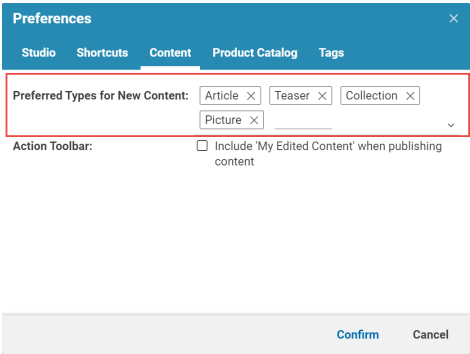 Preferences
Studio Shortcuts Content Product Catalog Tags
Preferred Types for New Content: Article Teaser Collection
Picture
Action Toolbar: Include 'My Edited Content' when publishing
content
Confirm Cancel